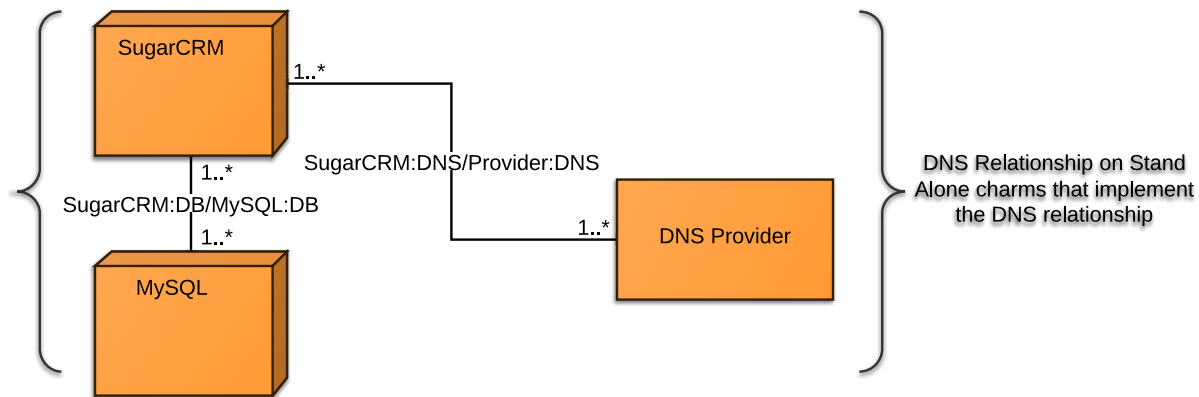 SugarCRM
1..*
1..*
SugarCRM:DNS/Provider:DNS
SugarCRM:DB/MySQL:DB
1..*
1..*
MySQL
DNS Provider
DNS Relationship on Stand
Alone charms that implement
the DNS relationship